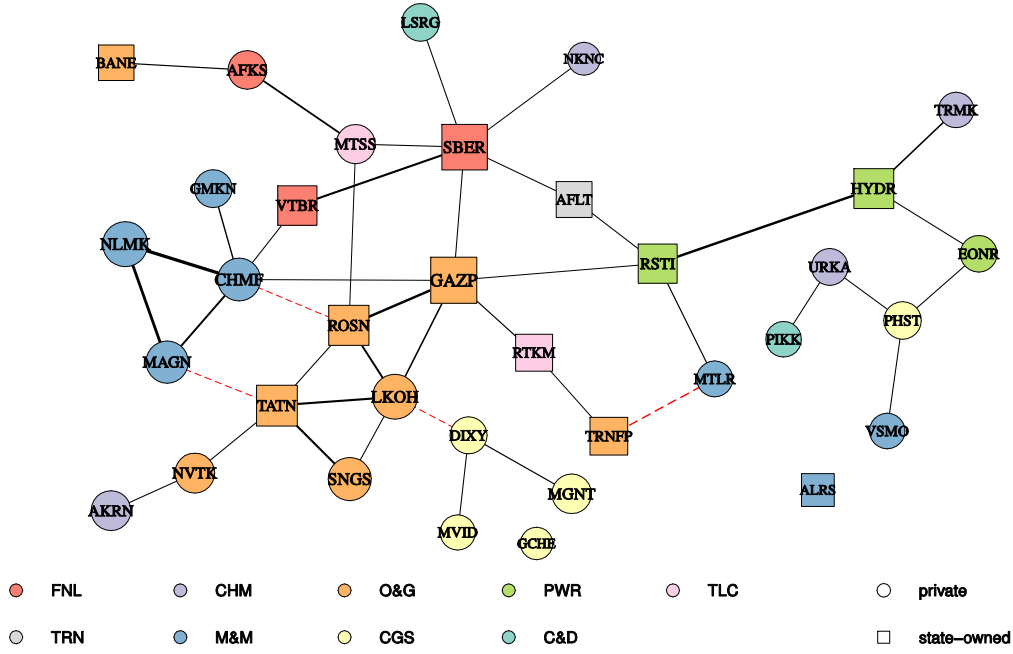 LSRG
BANE
AFKS
NKNC
TRMK
MTSS
SBER
GMKN
VTBR
AFLT
HYDR
NLMK
CHMF
GAZP
RSTI
URKA
EONR
ROSN
PHST
PIKK
MAGN
RTKM
MTLR
TATN
LKOH
DIXY
TRNFP
VSMO
NVTK
SNGS
MGNT
ALRS
AKRN
MVID
GCHE
FNL CHM O&G PWR TLC private
TRN M&M CGS C&D state-owned